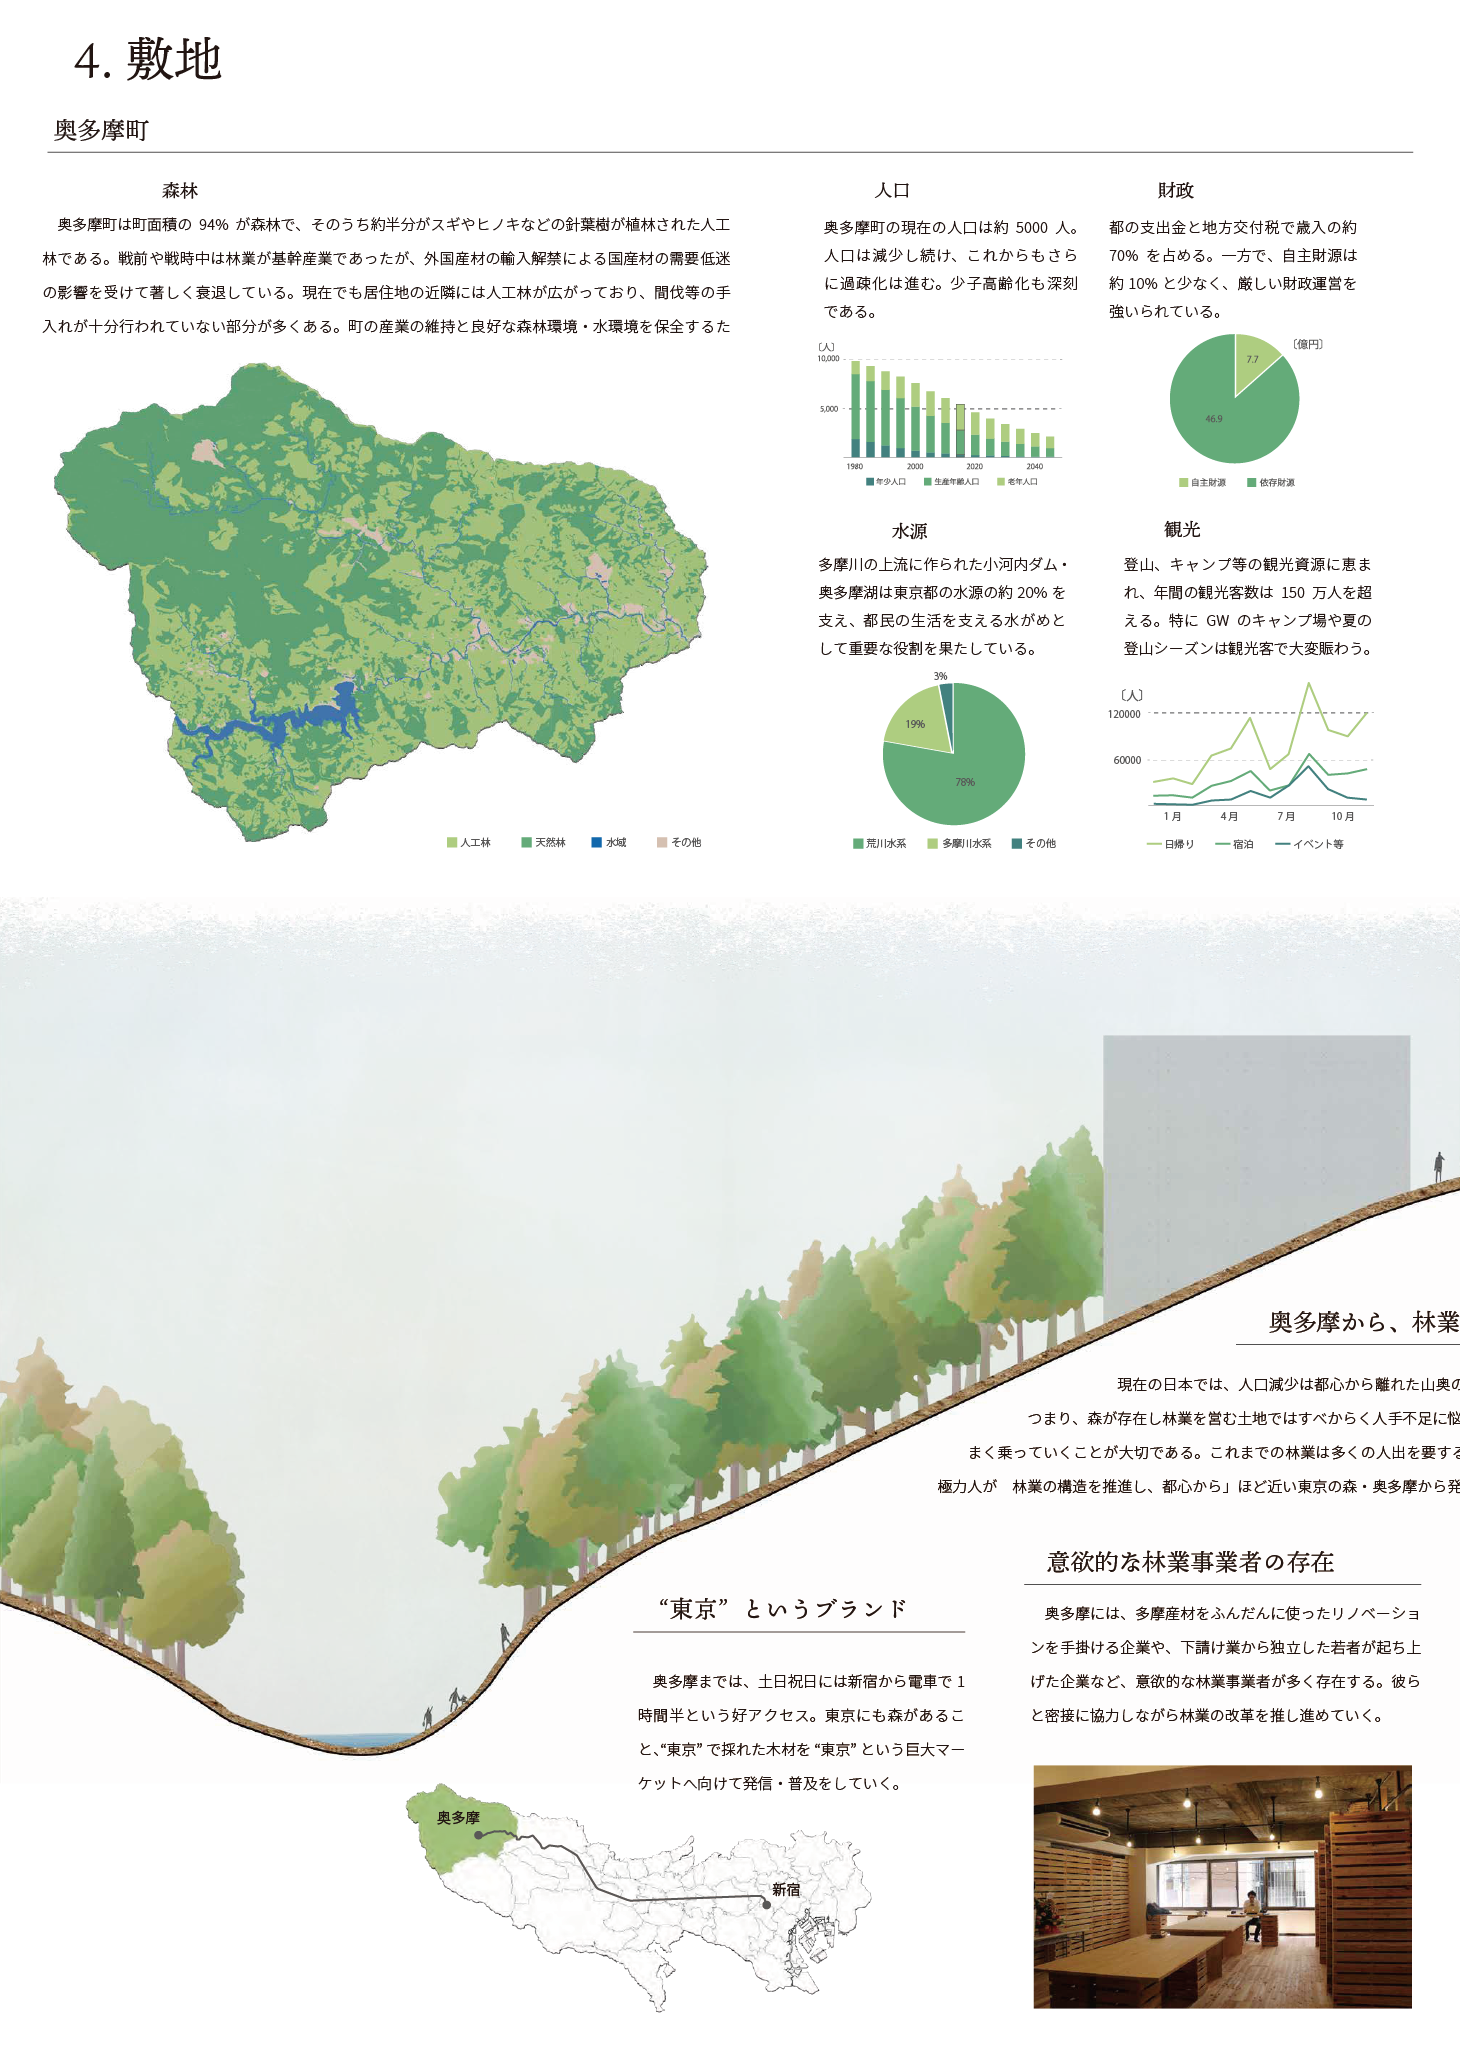 4. 敷地
奥多摩町
森林
奥多摩町は町面積の 94% が森林で、そのうち約半分がスギやヒノキなどの針葉樹が植林された人工
林である。戦前や戦時中は林業が基幹産業であったが、外国産材の輸入解禁による国産材の需要低迷
の影響を受けて著しく衰退している。現在でも居住地の近隣には人工林が広がっており、間伐等の手
入れが十分行われていない部分が多くある。町の産業の維持と良好な森林環境・水環境を保全するた
人工林 天然林 水域 その他
人口
奥多摩町の現在の人口は約 5000 人。
人口は減少し続け、これからもさら
に過疎化は進む。少子高齢化も深刻
である。
〔人〕
10,000
5,000
1980 2000 2020 2040
年少人口 生産年齢人口 老年人口
財政
都の支出金と地方交付税で歳入の約
70% を占める。一方で、自主財源は
約 10% と少なく、厳しい財政運営を
強いられている。
〔億円〕
7.7
46.9
自主財源 依存財源
水源
多摩川の上流に作られた小河内ダム・
奥多摩湖は東京都の水源の約 20% を
支え、都民の生活を支える水がめと
して重要な役割を果たしている。
3%
19%
78%
荒川水系 多摩川水系 その他
観光
登山、キャンプ等の観光資源に恵ま
れ、年間の観光客数は 150 万人を超
える。特に GW のキャンプ場や夏の
登山シーズンは観光客で大変賑わう。
〔人〕
120000
60000
1月 4月 7月 10月
日帰り 宿泊 イベント等
奥多摩から、林業
現在の日本では、人口減少は都心から離れた山奥の
つまり、森が存在し林業を営む土地ではすべからく人手不足に悩
まく乗っていくことが大切である。これまでの林業は多くの人出を要する
極力人が 林業の構造を推進し、都心から」ほど近い東京の森・奥多摩から発
意欲的な林業事業者の存在
奥多摩には、多摩産材をふんだんに使ったリノベーショ
ンを手掛ける企業や、下請け業から独立した若者が起ち上
げた企業など、意欲的な林業事業者が多く存在する。彼ら
と密接に協力しながら林業の改革を推し進めていく。
“東京” というブランド
奥多摩までは、土日祝日には新宿から電車で 1
時間半という好アクセス。東京にも森があるこ
と、“東京” で採れた木材を “東京” という巨大マー
ケットへ向けて発信・普及をしていく。
奥多摩
新宿